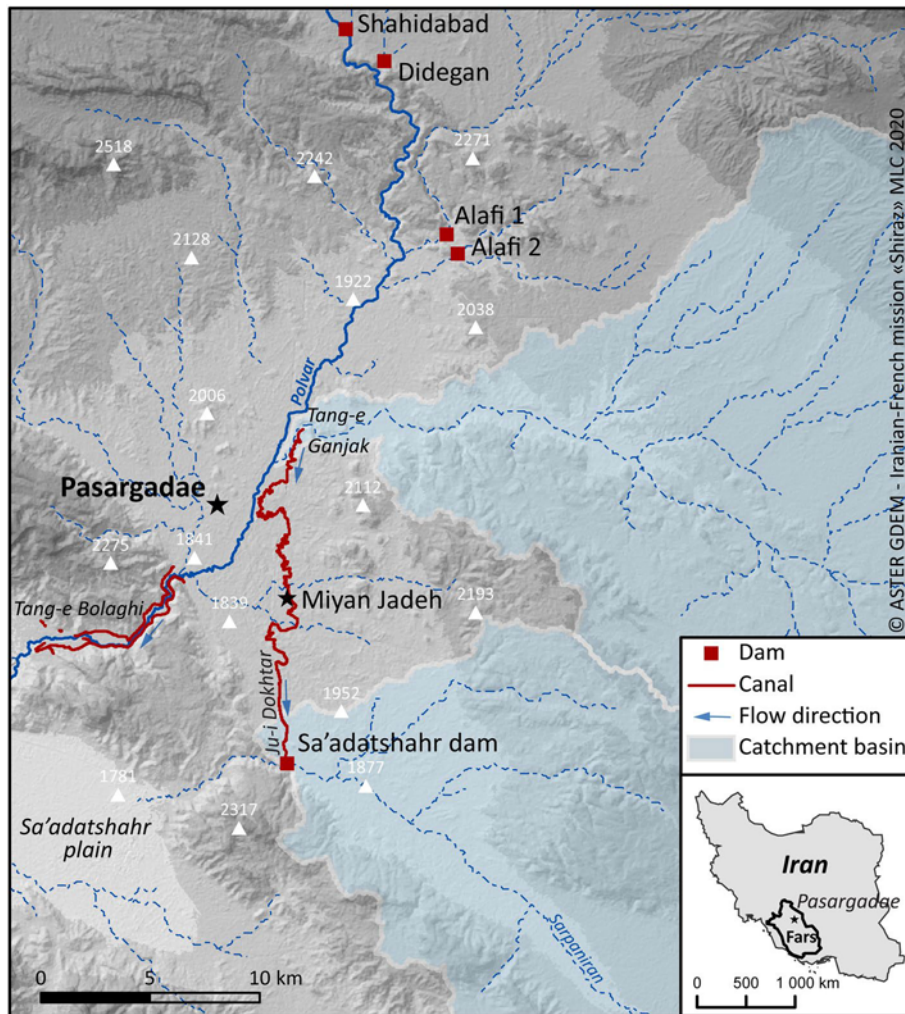 Shahidabad
Didegan
2518
2242
2271
Alafi 1
Alafi 2
2128
1922
2038
Polvar
2006
Tang-e
Ganjak
Pasargadae
2112
2275
1841
Tang-e Bolaghi
1839
Miyan Jadeh
2193
Ju-i Dokhtar
1952
Sa'adatshahr dam
1781
1877
2317
Sa'adatshahr
plain
Sarpaniran
0 5 10 km
© ASTER GDEM - Iranian-French mission «Shiraz» MLC 2020
Dam
Canal
Flow direction
Catchment basin
Iran
Pasargadae
Fars
0 500 1 000 km